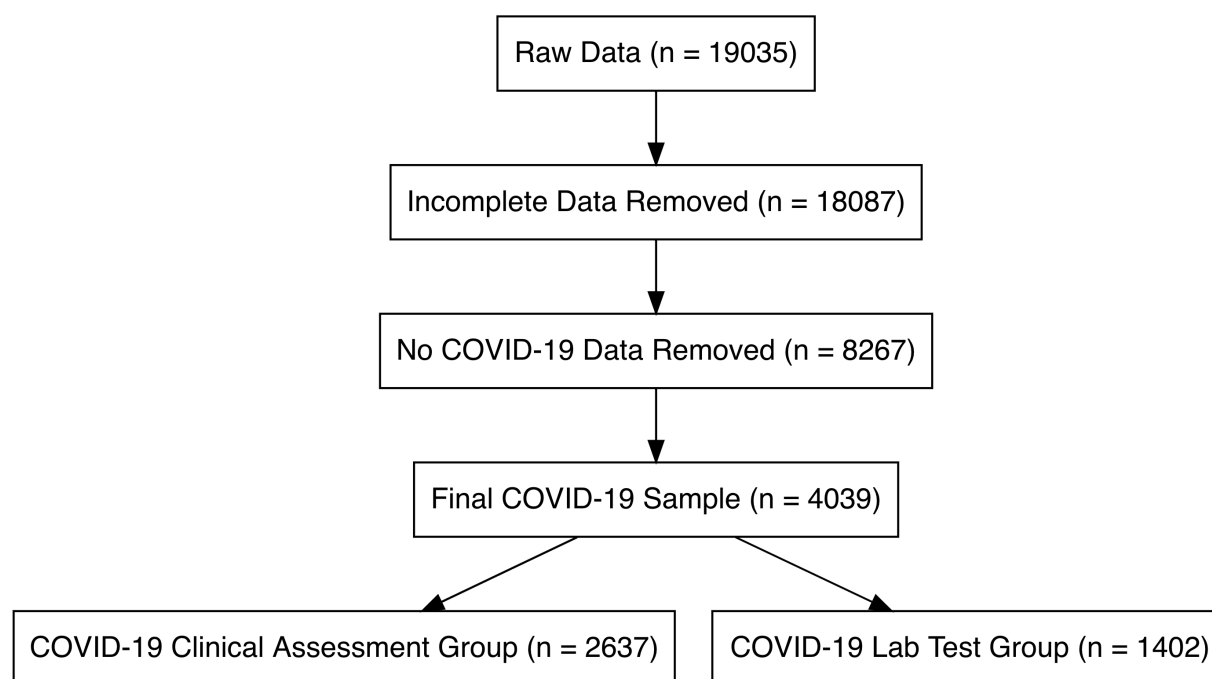 Raw Data (n = 19035)
Incomplete Data Removed (n = 18087)
No COVID-19 Data Removed (n = 8267)
Final COVID-19 Sample (n = 4039)
COVID-19 Clinical Assessment Group (n = 2637)
COVID-19 Lab Test Group (n = 1402)